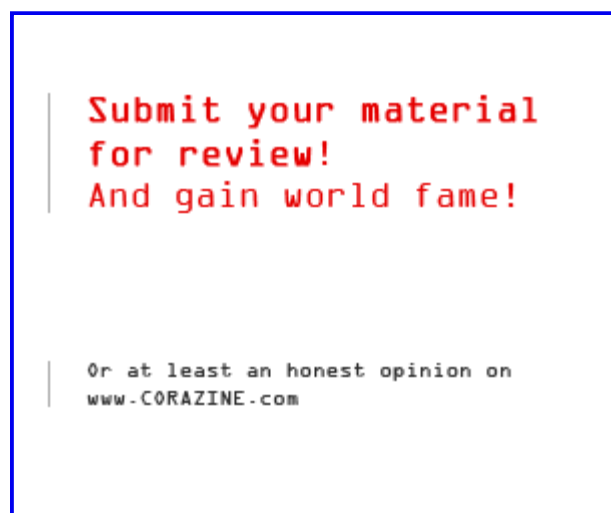 Submit your material
for review!
And gain world fame!
Or at least an honest opinion on
www.CORAZINE.com